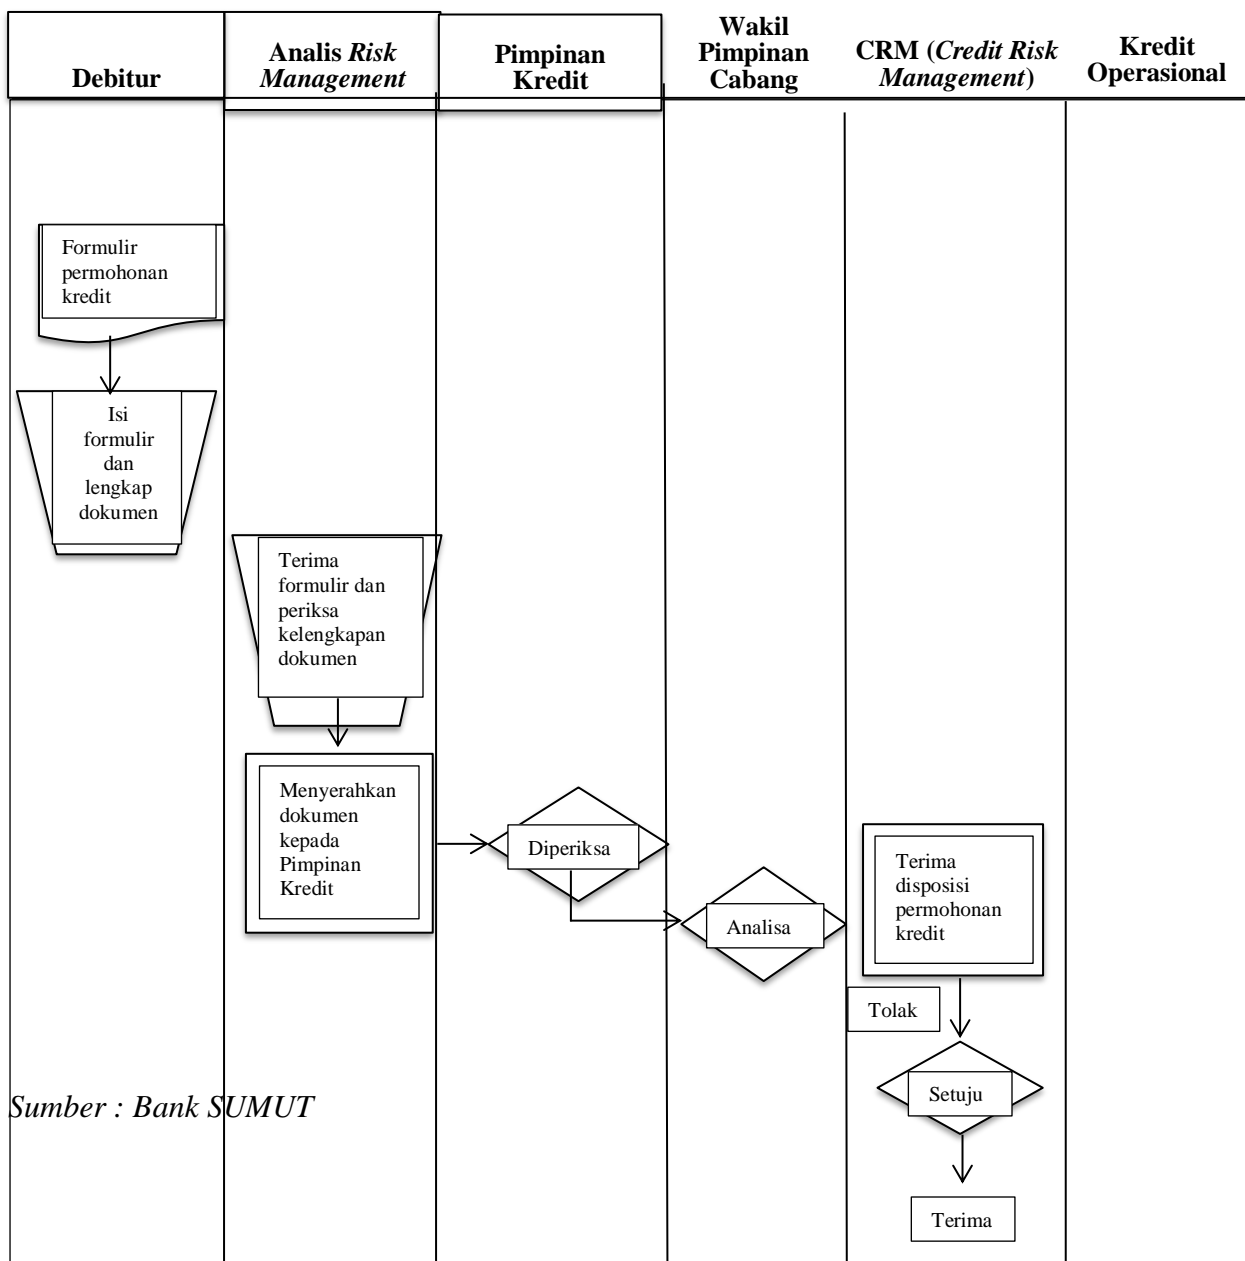 Debitur
Analis Risk
Management
Pimpinan
Kredit
Wakil
Pimpinan
Cabang
CRM (Credit Risk
Management)
Kredit
Operasional
Formulir
permohonan
kredit
Isi
formulir
dan
lengkap
dokumen
Terima
formulir dan
periksa
kelengkapan
dokumen
Menyerahkan
dokumen
kepada
Pimpinan
Kredit
Diperiksa
Analisa
Terima
disposisi
permohonan
kredit
Tolak
Setuju
Terima
Sumber : Bank SUMUT